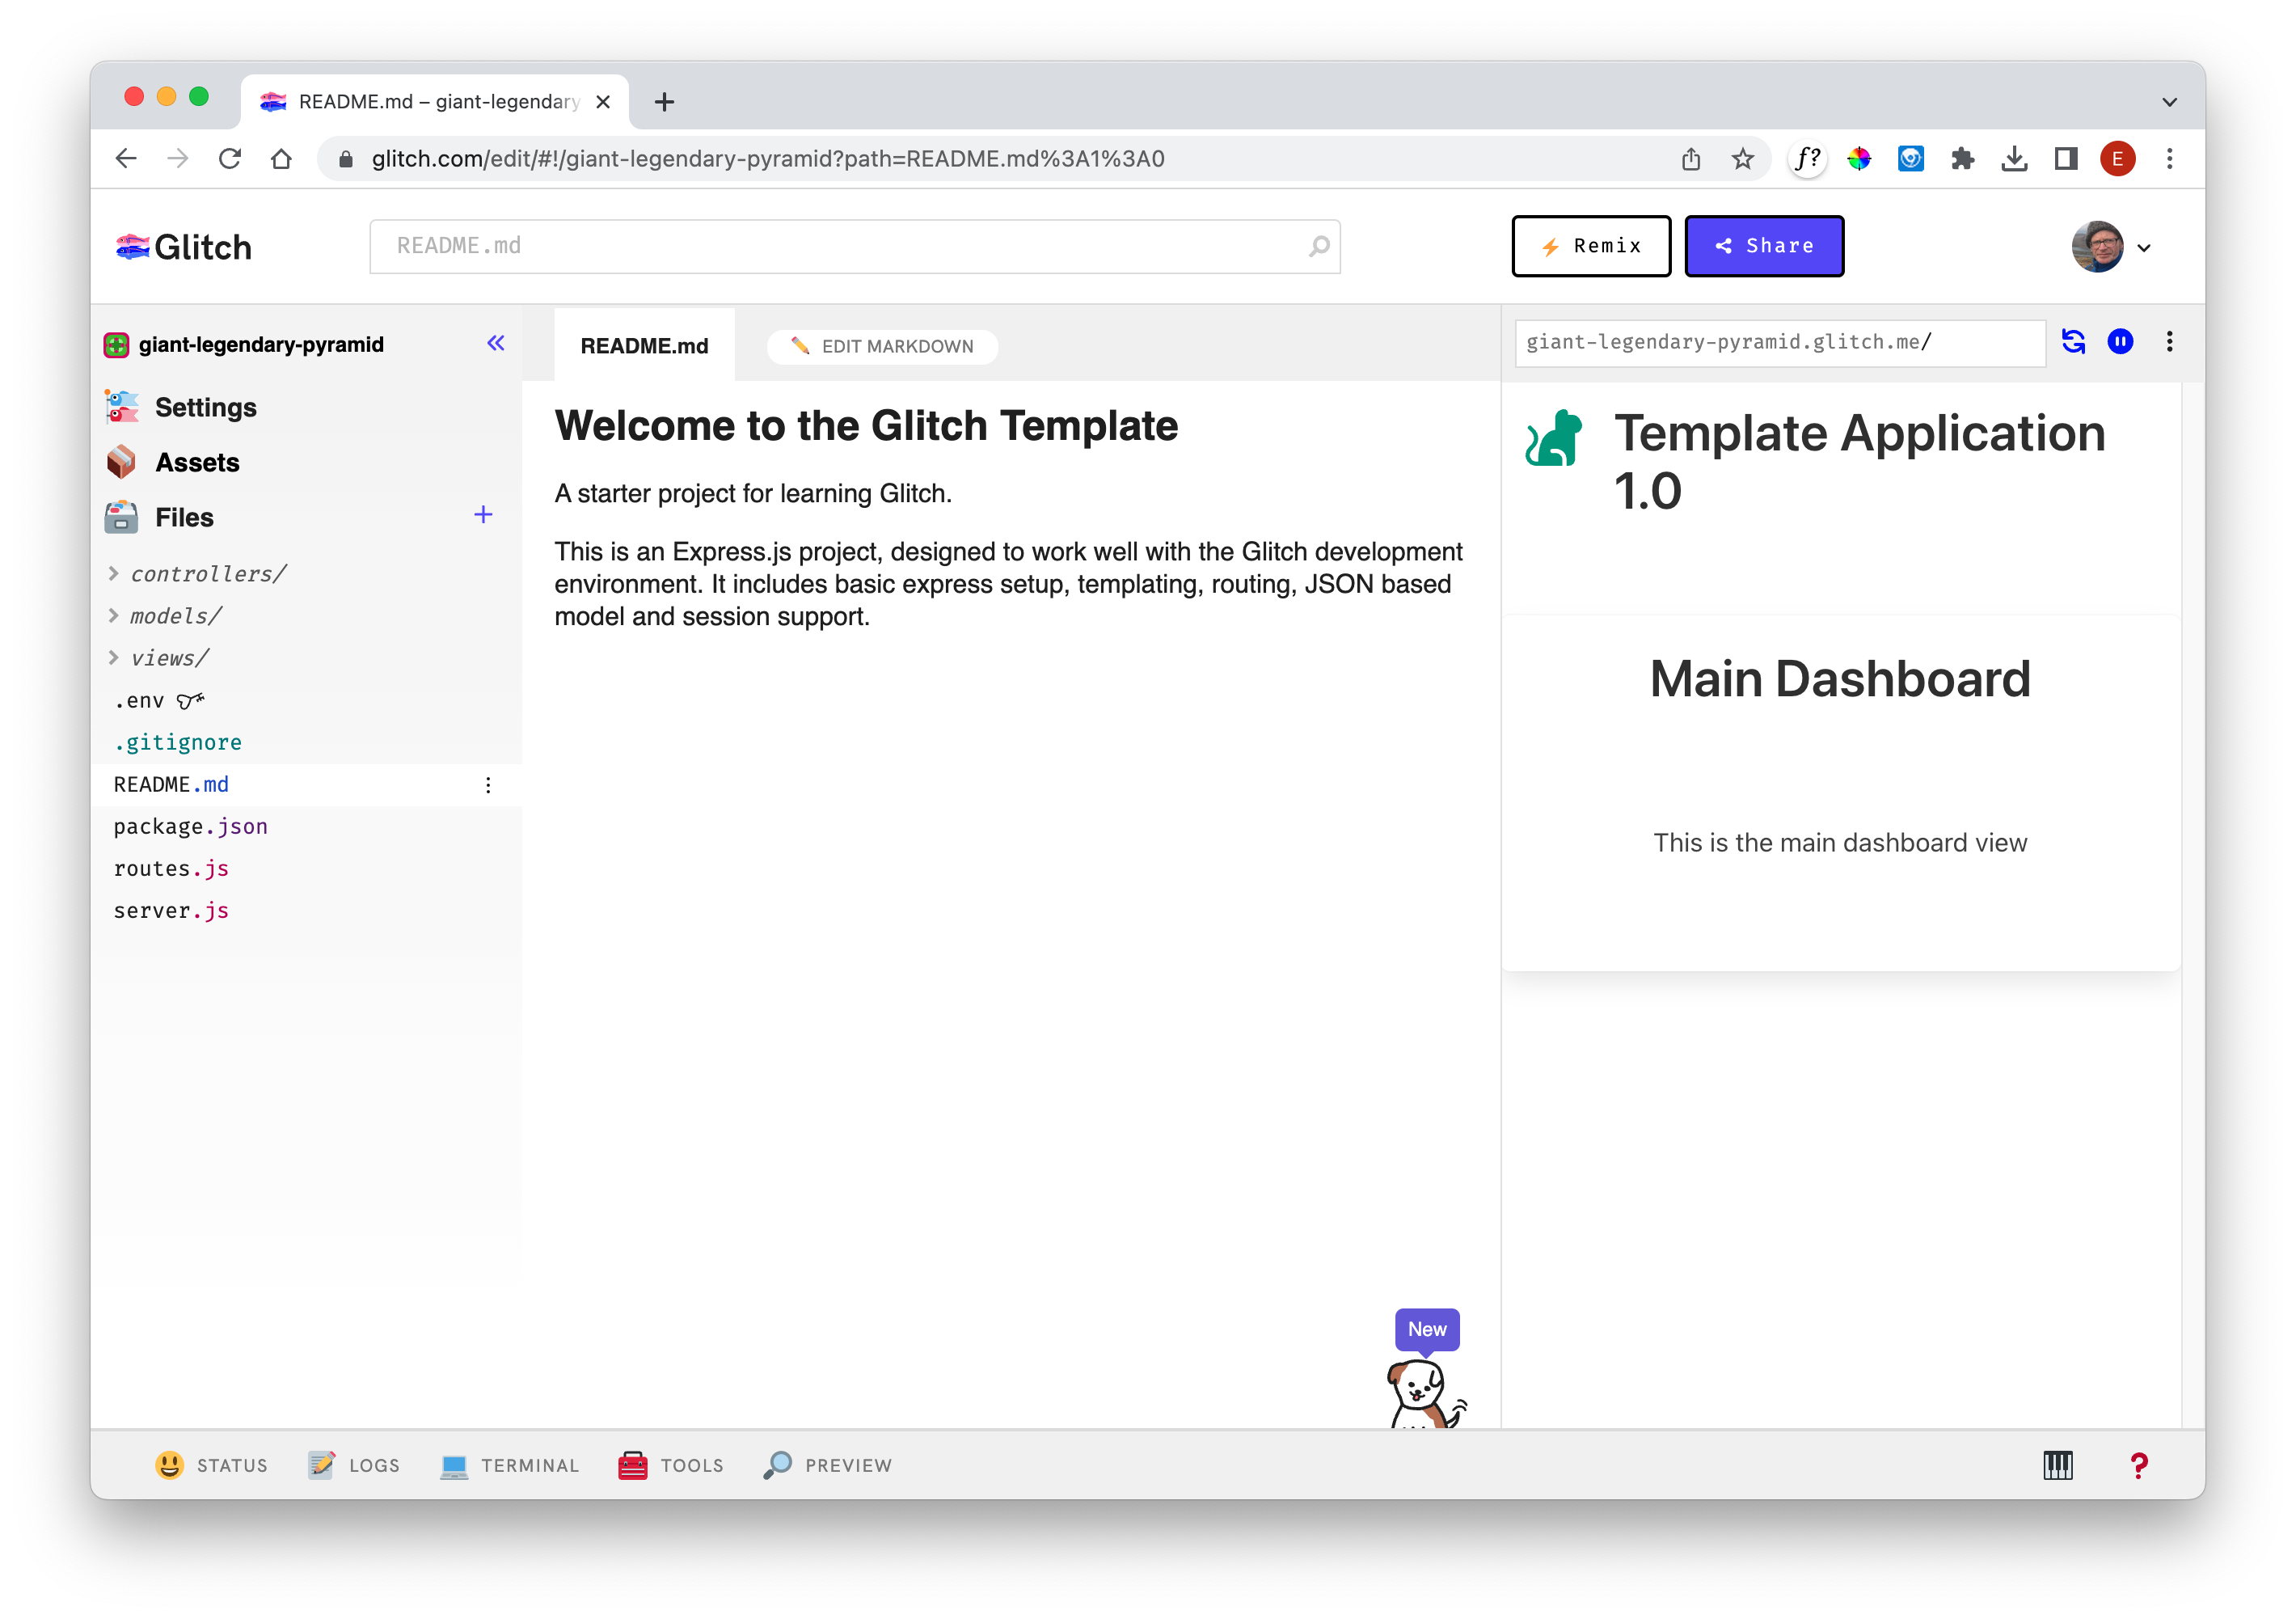 README.md – giant-legendary
glitch.com/edit/#!/giant-legendary-pyramid?path=README.md%3A1%3A0
f?
E
Glitch
README.md
Remix
Share
giant-legendary-pyramid
README.md
EDIT MARKDOWN
giant-legendary-pyramid.glitch.me/
Settings
Assets
Files
controllers/
models/
views/
.env
.gitignore
README.md
package.json
routes.js
server.js
Welcome to the Glitch Template
A starter project for learning Glitch.
This is an Express.js project, designed to work well with the Glitch development
environment. It includes basic express setup, templating, routing, JSON based
model and session support.
New
Template Application
1.0
Main Dashboard
This is the main dashboard view
STATUS
LOGS
TERMINAL
TOOLS
PREVIEW
?